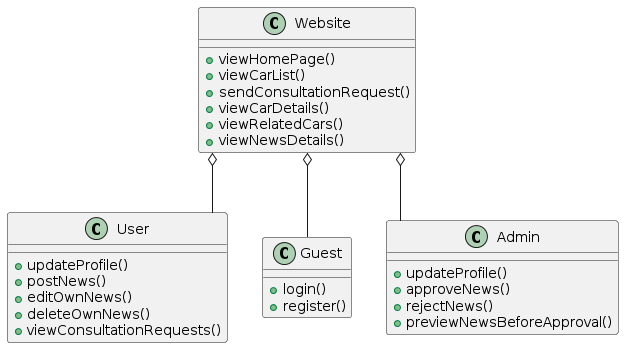 C Website
viewHomePage()
viewCarList()
sendConsultationRequest()
viewCarDetails()
viewRelatedCars()
viewNewsDetails()
C User
updateProfile()
postNews()
editOwnNews()
deleteOwnNews()
viewConsultationRequests()
C Guest
login()
register()
C Admin
updateProfile()
approveNews()
rejectNews()
previewNewsBeforeApproval()